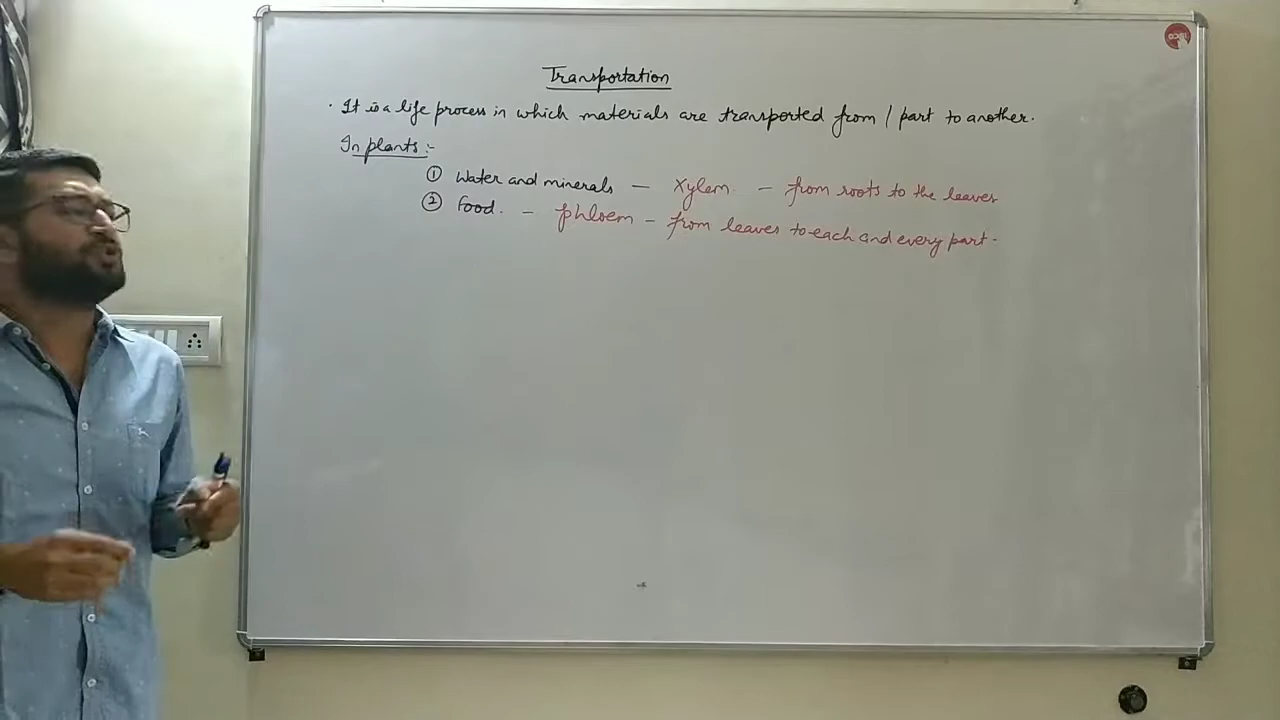 Transportation
· It is a life process in which materials are transported from 1 part to another.
In plants :-
① Water and minerals — Xylem — from roots to the leaves
② Food. — phloem — from leaves to each and every part.